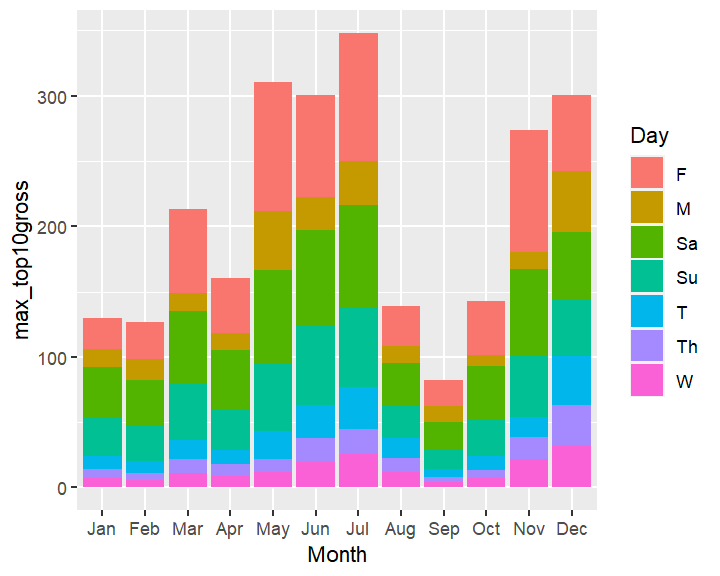 max_top10gross
300
200
100
0
Jan Feb Mar Apr May Jun Jul Aug Sep Oct Nov Dec
Month
Day
F
M
Sa
Su
T
Th
W